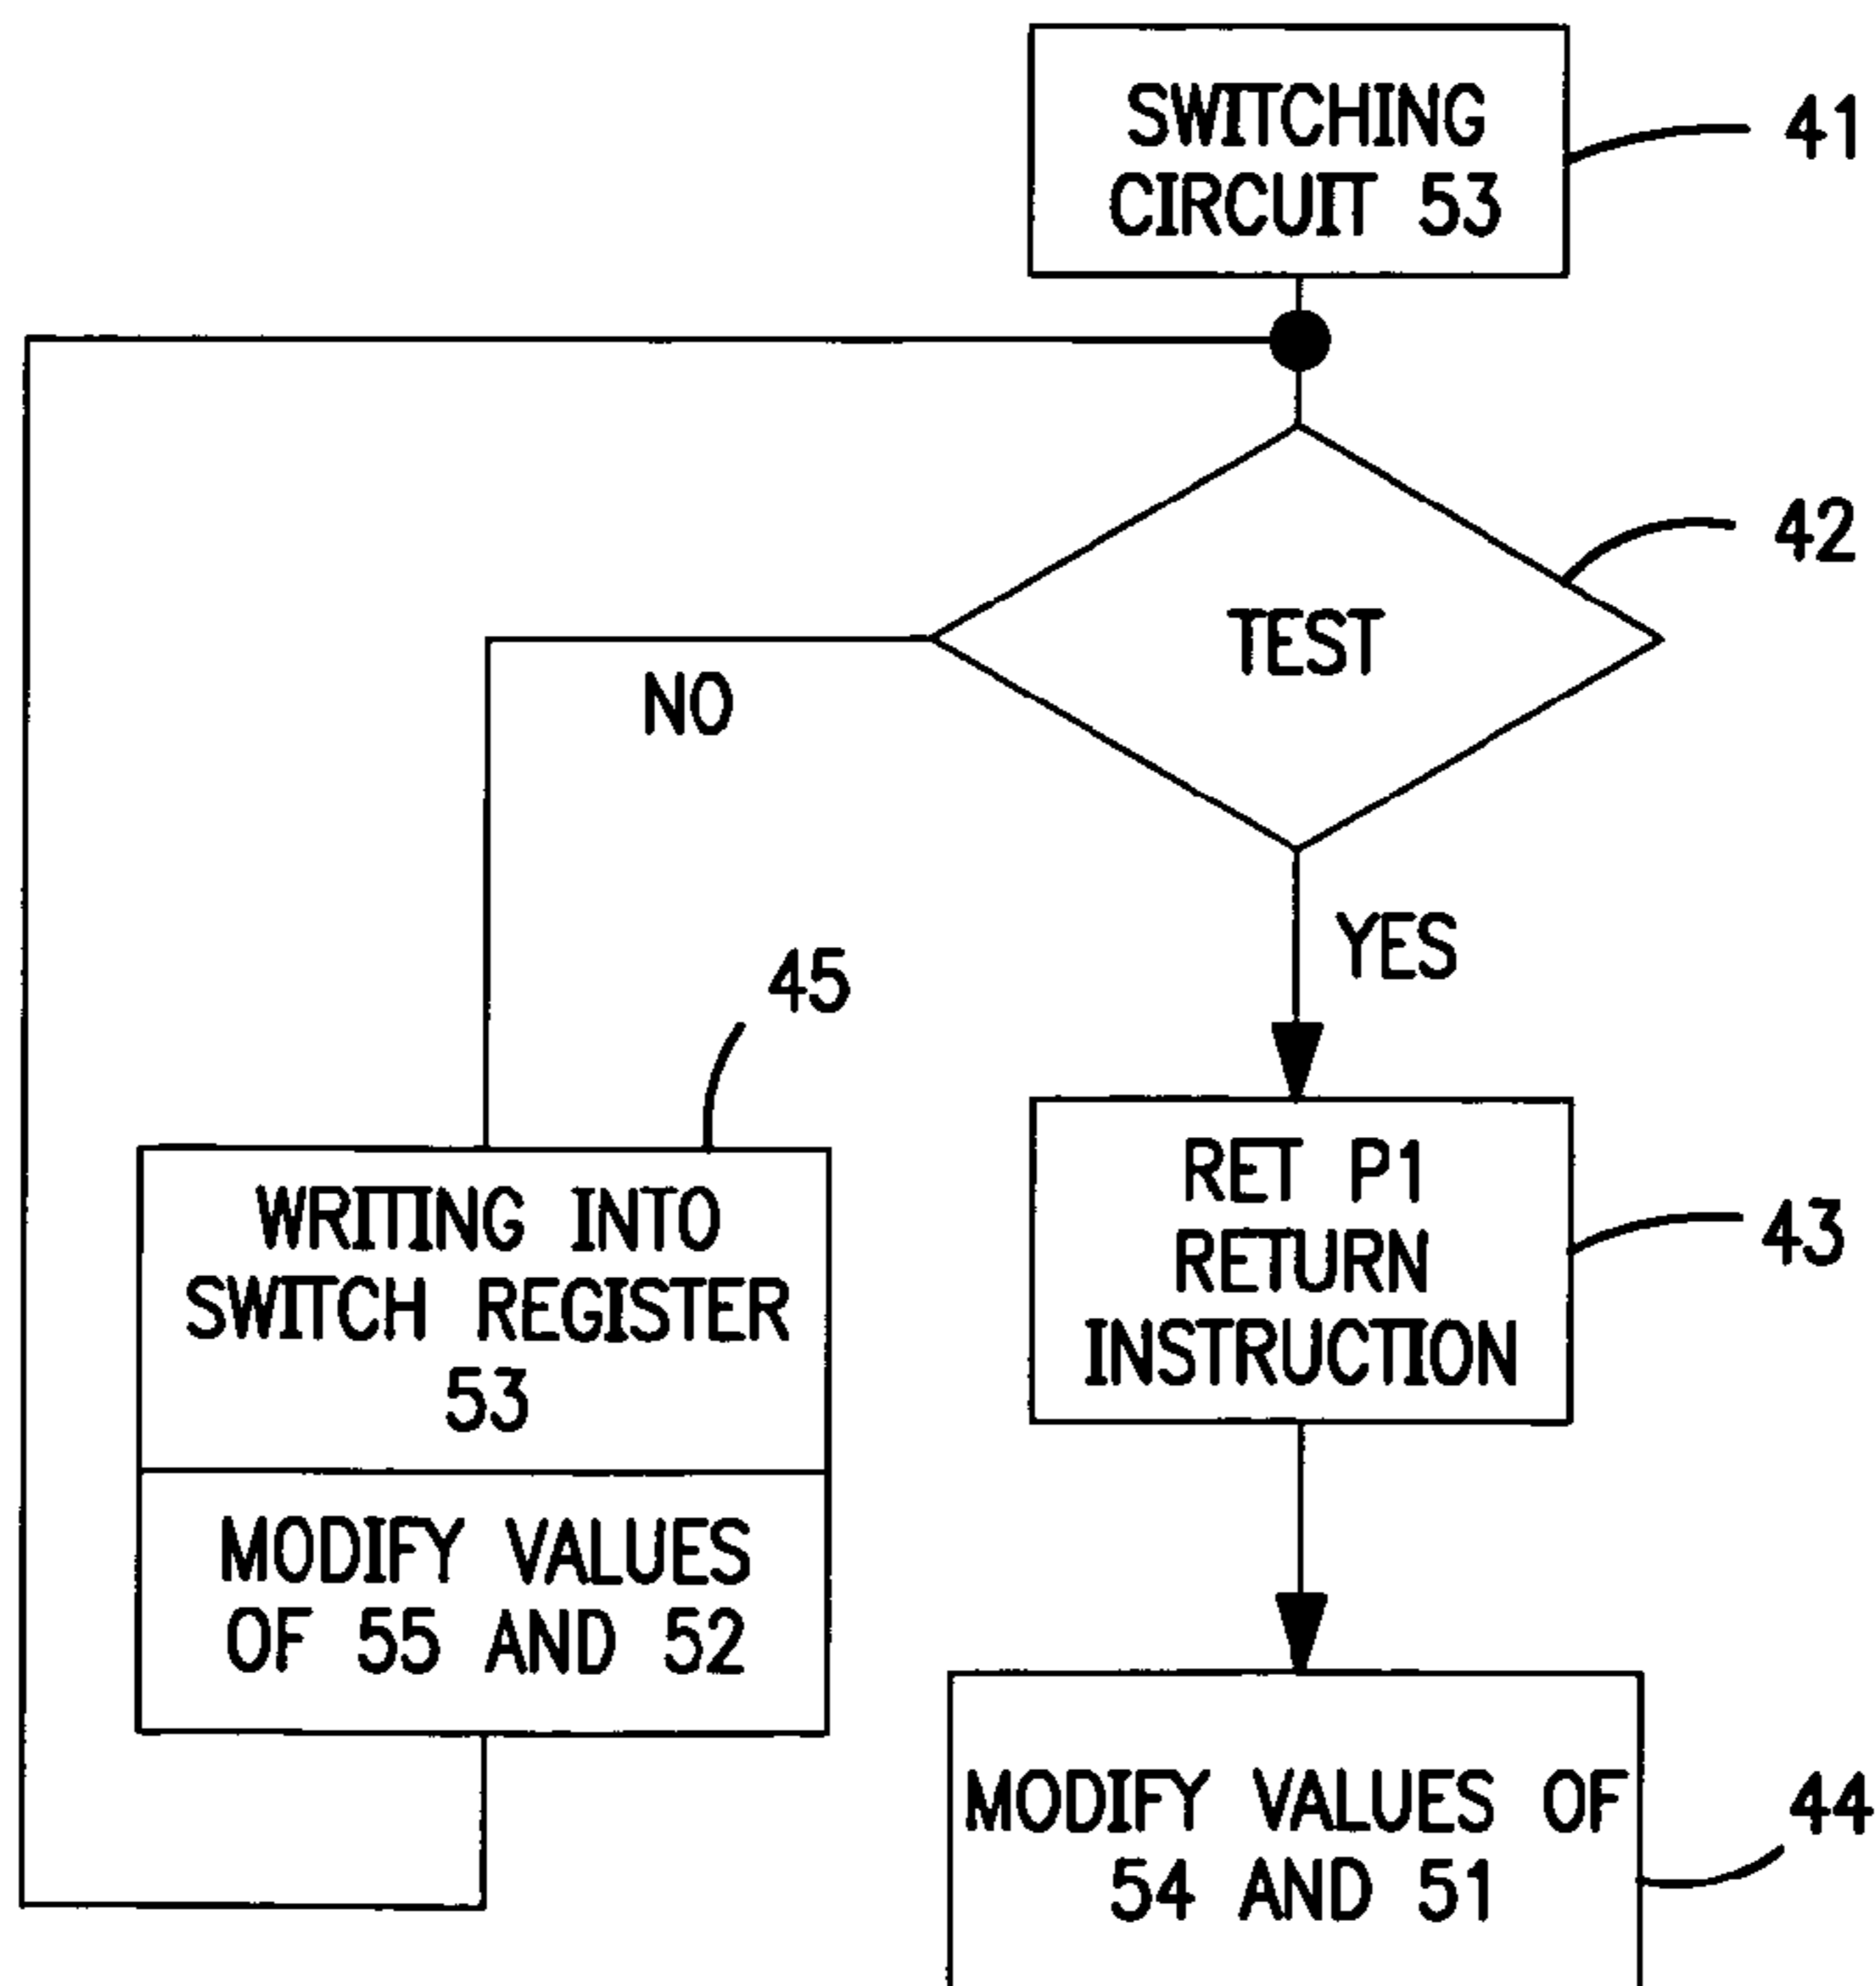 SWITCHING
CIRCUIT 53
41
42
TEST
NO
YES
45
RET P1
RETURN
INSTRUCTION
43
WRITING INTO
SWITCH REGISTER
53
MODIFY VALUES
OF 55 AND 52
MODIFY VALUES OF
54 AND 51
44